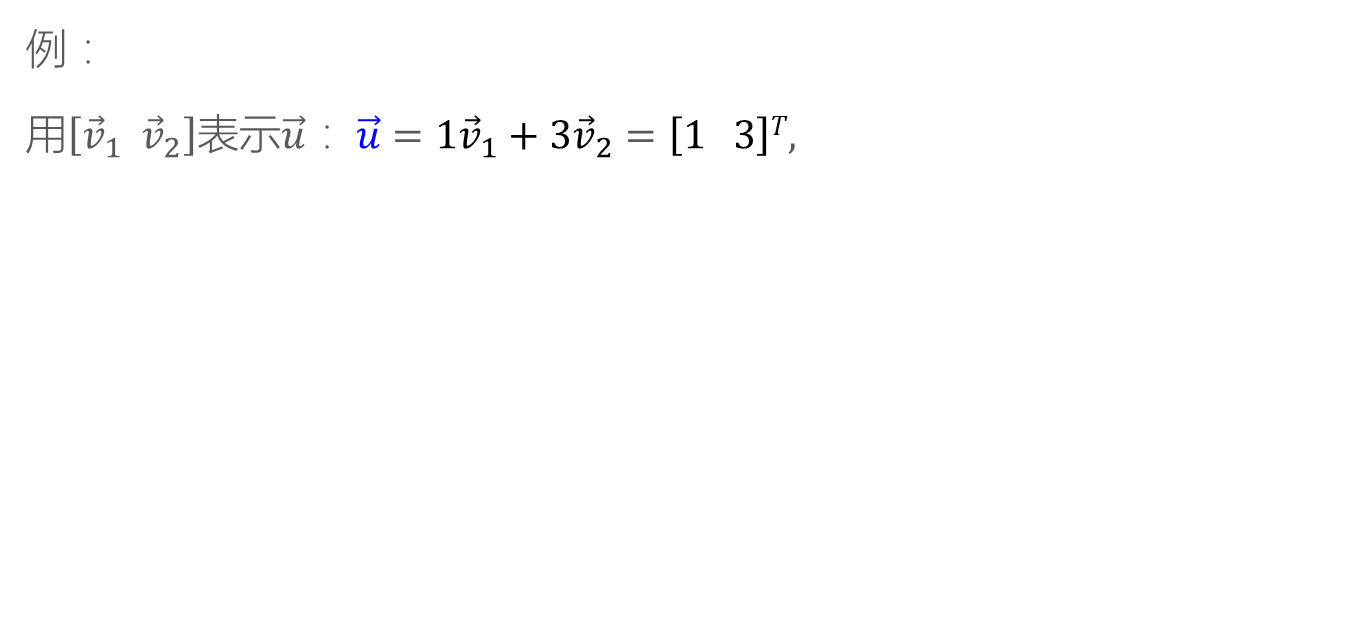 例：
用[v⃗₁ v⃗₂]表示u⃗：u⃗ = 1v⃗₁ + 3v⃗₂ = [1 3]ᵀ,